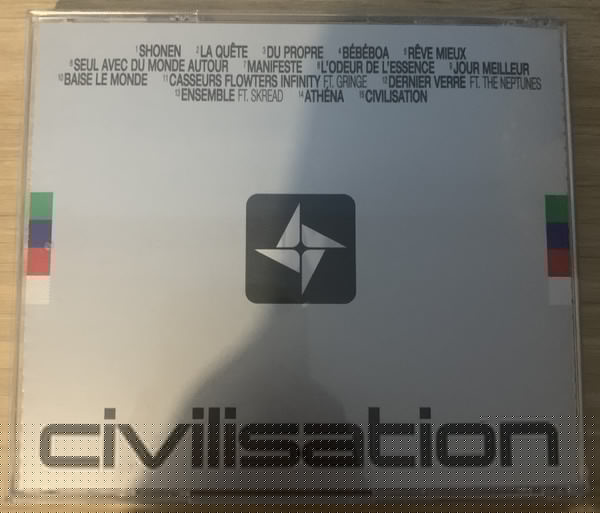 1 SHONEN 2 LA QUÊTE 3 DU PROPRE 4 BÉBÉBOA 5 RÊVE MIEUX
6 SEUL AVEC DU MONDE AUTOUR 7 MANIFESTE 8 L'ODEUR DE L'ESSENCE 9 JOUR MEILLEUR
10 BAISE LE MONDE 11 CASSEURS FLOWTERS INFINITY FT. GRINGE 12 DERNIER VERRE FT. THE NEPTUNES
13 ENSEMBLE FT. SKREAD 14 ATHÉNA 15 CIVILISATION
civilisation